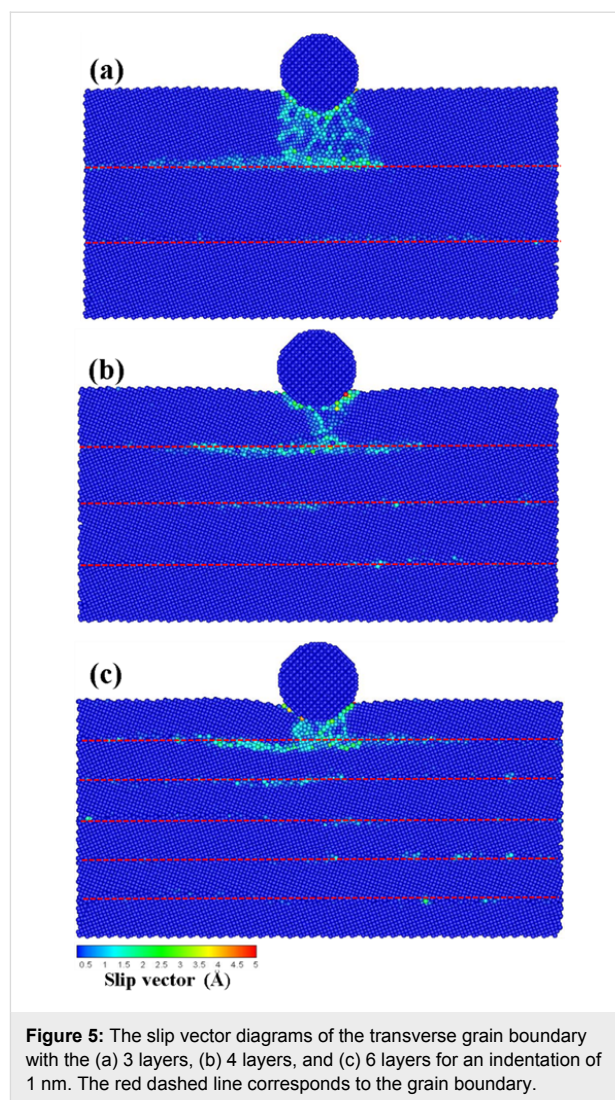 (a)
(b)
(c)
0.5 1 1.5 2 2.5 3 3.5 4 4.5 5
Slip vector (Å)
Figure 5: The slip vector diagrams of the transverse grain boundary
with the (a) 3 layers, (b) 4 layers, and (c) 6 layers for an indentation of
1 nm. The red dashed line corresponds to the grain boundary.